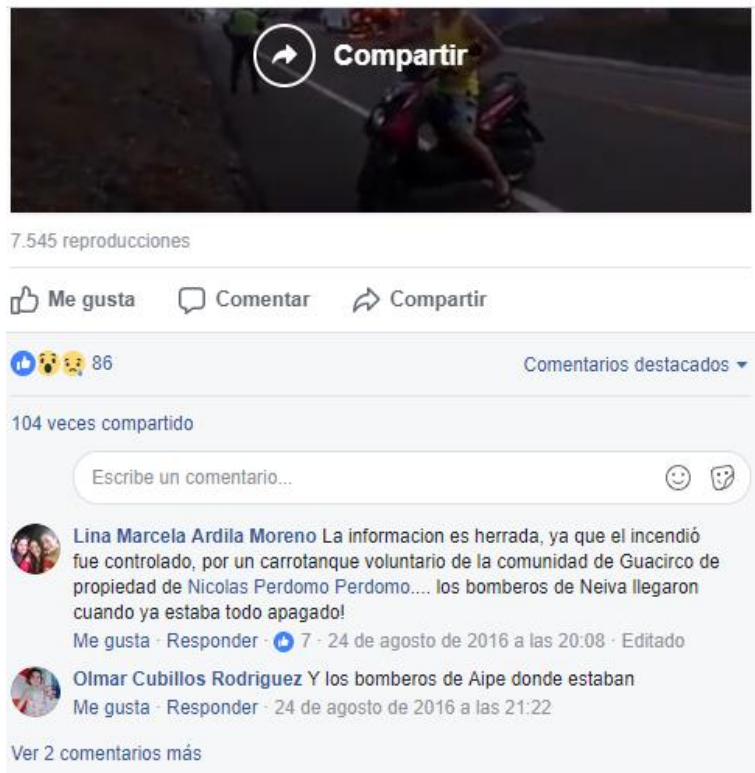 Compartir
7.545 reproducciones
Me gusta Comentar Compartir
86 Comentarios destacados
104 veces compartido
Escribe un comentario...
Lina Marcela Ardila Moreno La informacion es herrada, ya que el incendió
fue controlado, por un carrotanque voluntario de la comunidad de Guacirco de
propiedad de Nicolas Perdomo Perdomo.... los bomberos de Neiva llegaron
cuando ya estaba todo apagado!
Me gusta · Responder · 7 · 24 de agosto de 2016 a las 20:08 · Editado
Olmar Cubillos Rodriguez Y los bomberos de Aipe donde estaban
Me gusta · Responder · 24 de agosto de 2016 a las 21:22
Ver 2 comentarios más